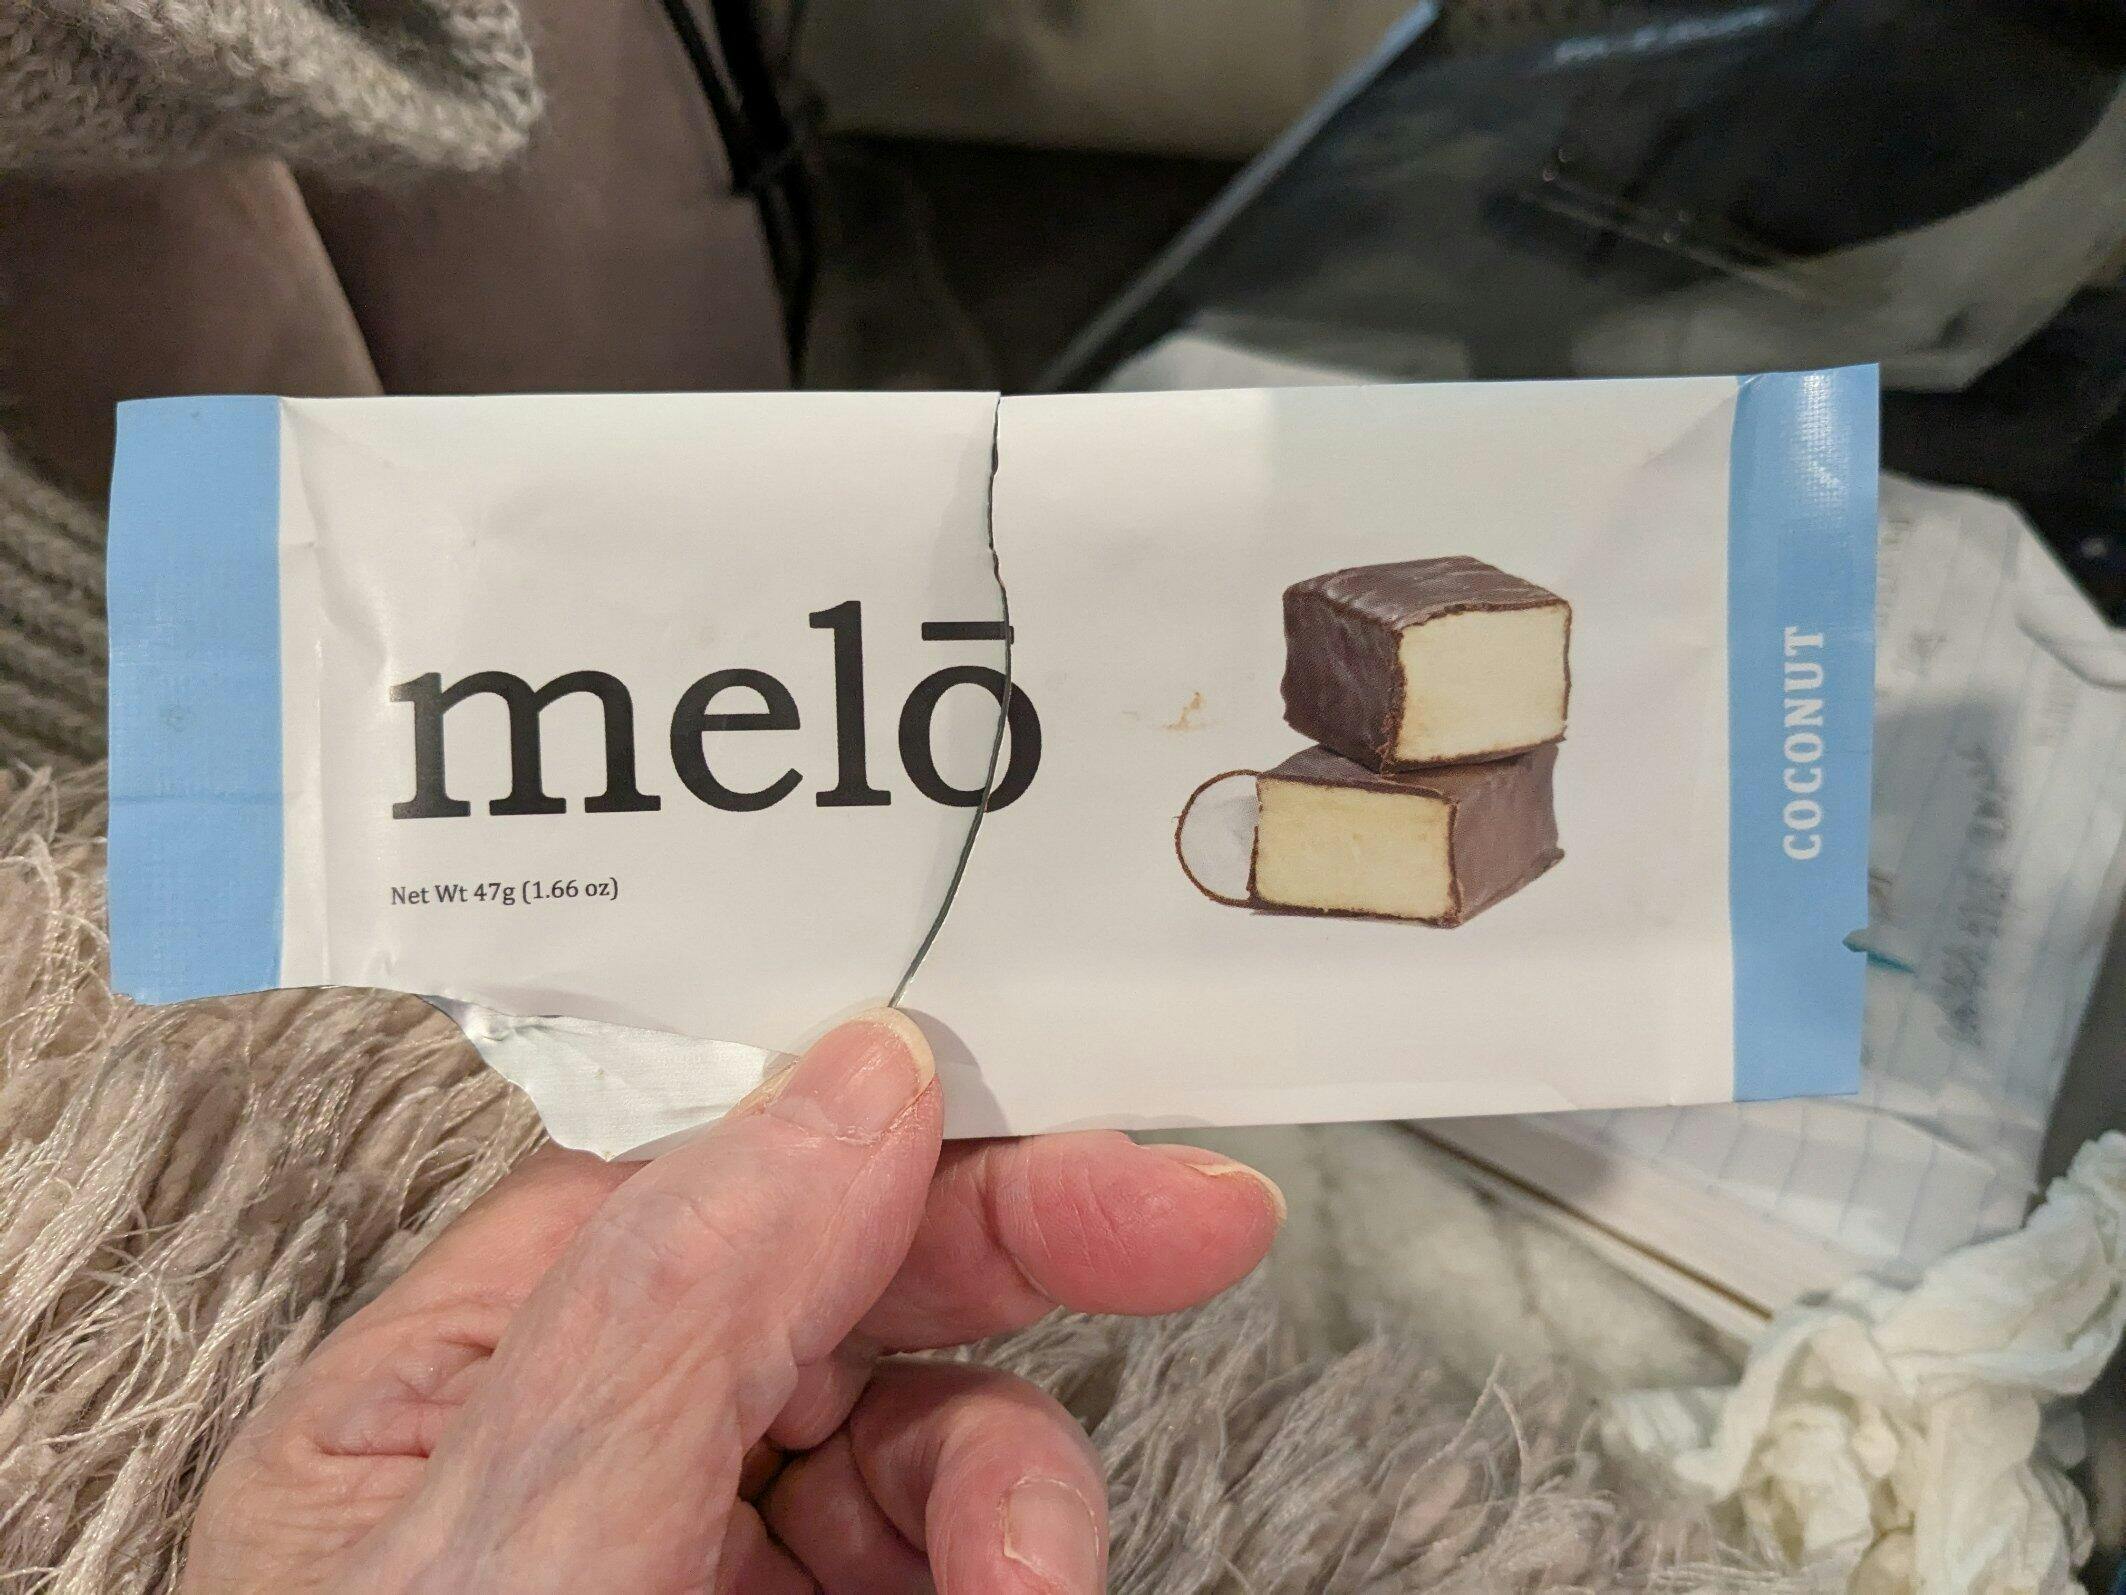 melō
Net Wt 47g (1.66 oz)
COCONUT